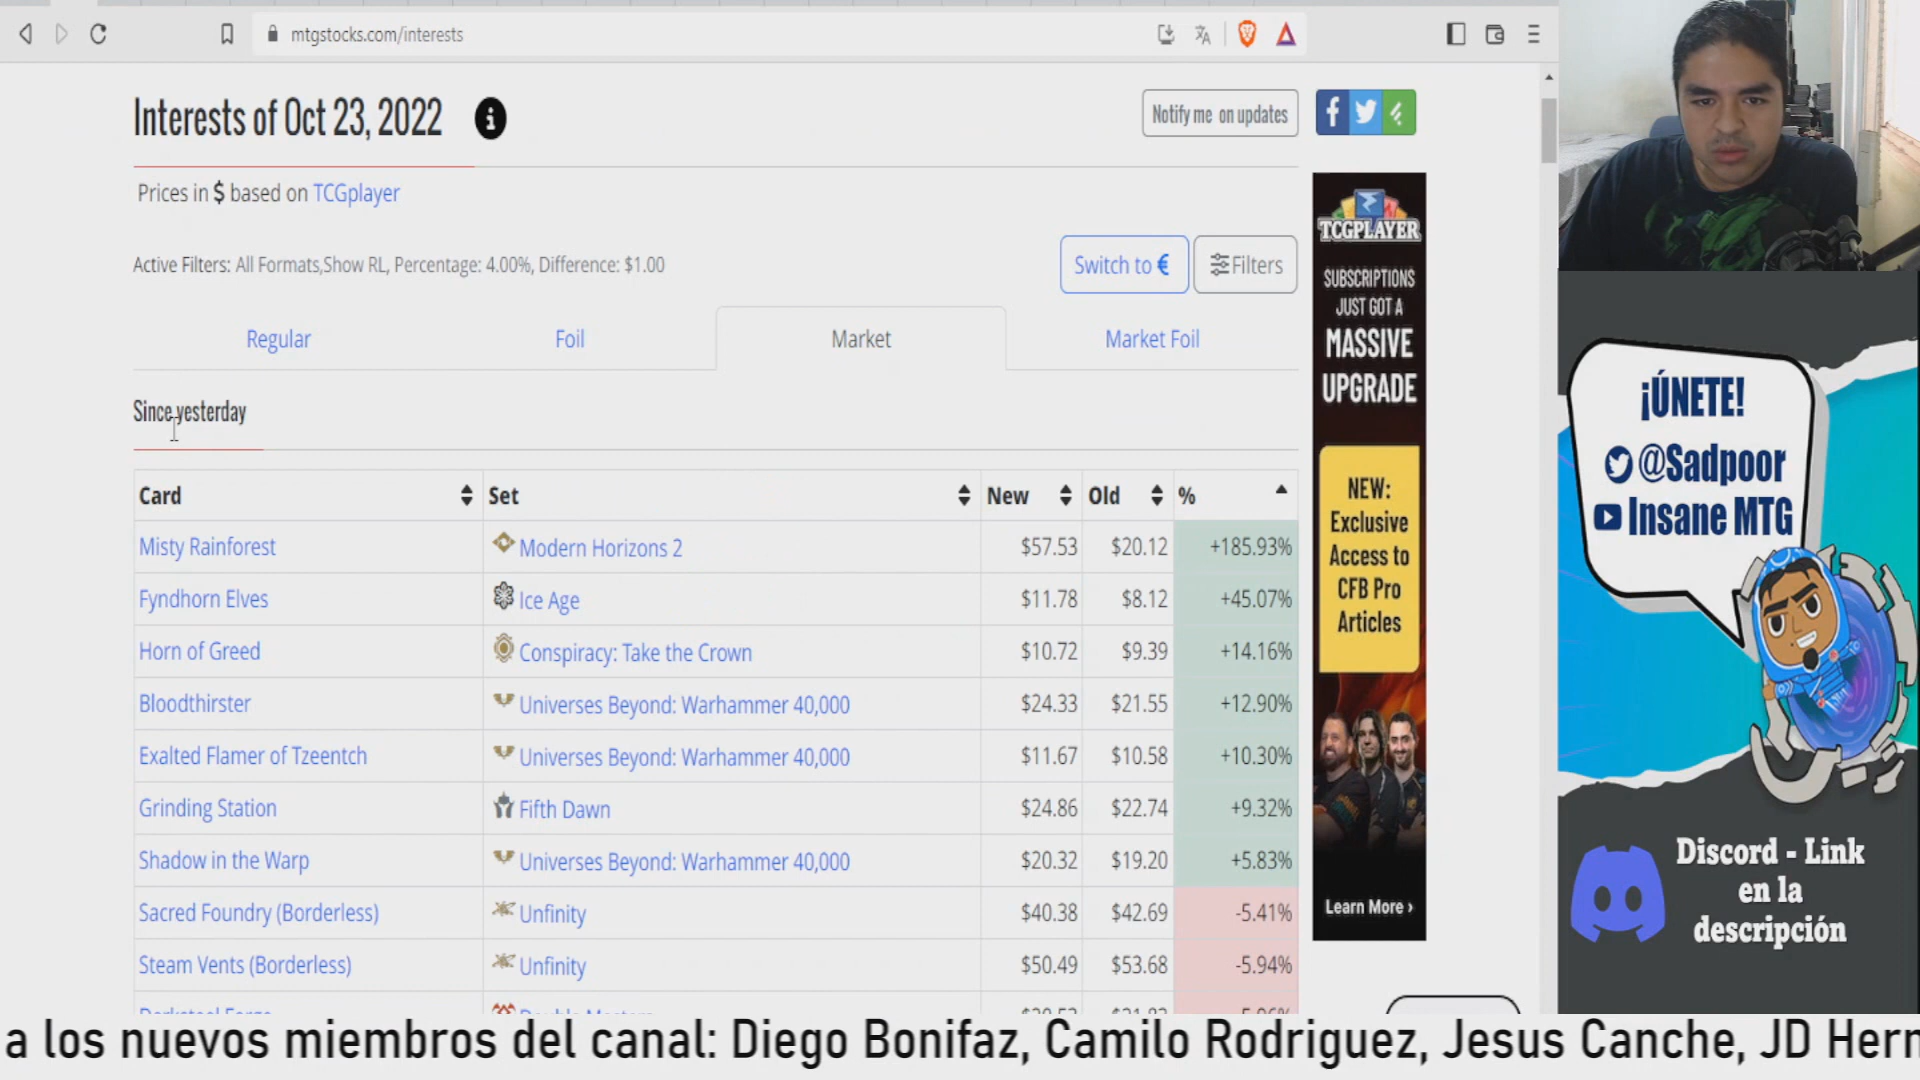 mtgstocks.com/interests
Interests of Oct 23, 2022
Notify me on updates
Prices in $ based on TCGplayer
Active Filters: All Formats,Show RL, Percentage: 4.00%, Difference: $1.00
Switch to €
Filters
Regular
Foil
Market
Market Foil
Since yesterday
Card Set New Old %
Misty Rainforest Modern Horizons 2 $57.53 $20.12 +185.93%
Fyndhorn Elves Ice Age $11.78 $8.12 +45.07%
Horn of Greed Conspiracy: Take the Crown $10.72 $9.39 +14.16%
Bloodthirster Universes Beyond: Warhammer 40,000 $24.33 $21.55 +12.90%
Exalted Flamer of Tzeentch Universes Beyond: Warhammer 40,000 $11.67 $10.58 +10.30%
Grinding Station Fifth Dawn $24.86 $22.74 +9.32%
Shadow in the Warp Universes Beyond: Warhammer 40,000 $20.32 $19.20 +5.83%
Sacred Foundry (Borderless) Unfinity $40.38 $42.69 -5.41%
Steam Vents (Borderless) Unfinity $50.49 $53.68 -5.94%
TCGPLAYER
SUBSCRIPTIONS
JUST GOT A
MASSIVE
UPGRADE
NEW:
Exclusive
Access to
CFB Pro
Articles
Learn More ›
¡ÚNETE!
@Sadpoor
Insane MTG
Discord - Link
en la
descripción
a los nuevos miembros del canal: Diego Bonifaz, Camilo Rodriguez, Jesus Canche, JD Hern